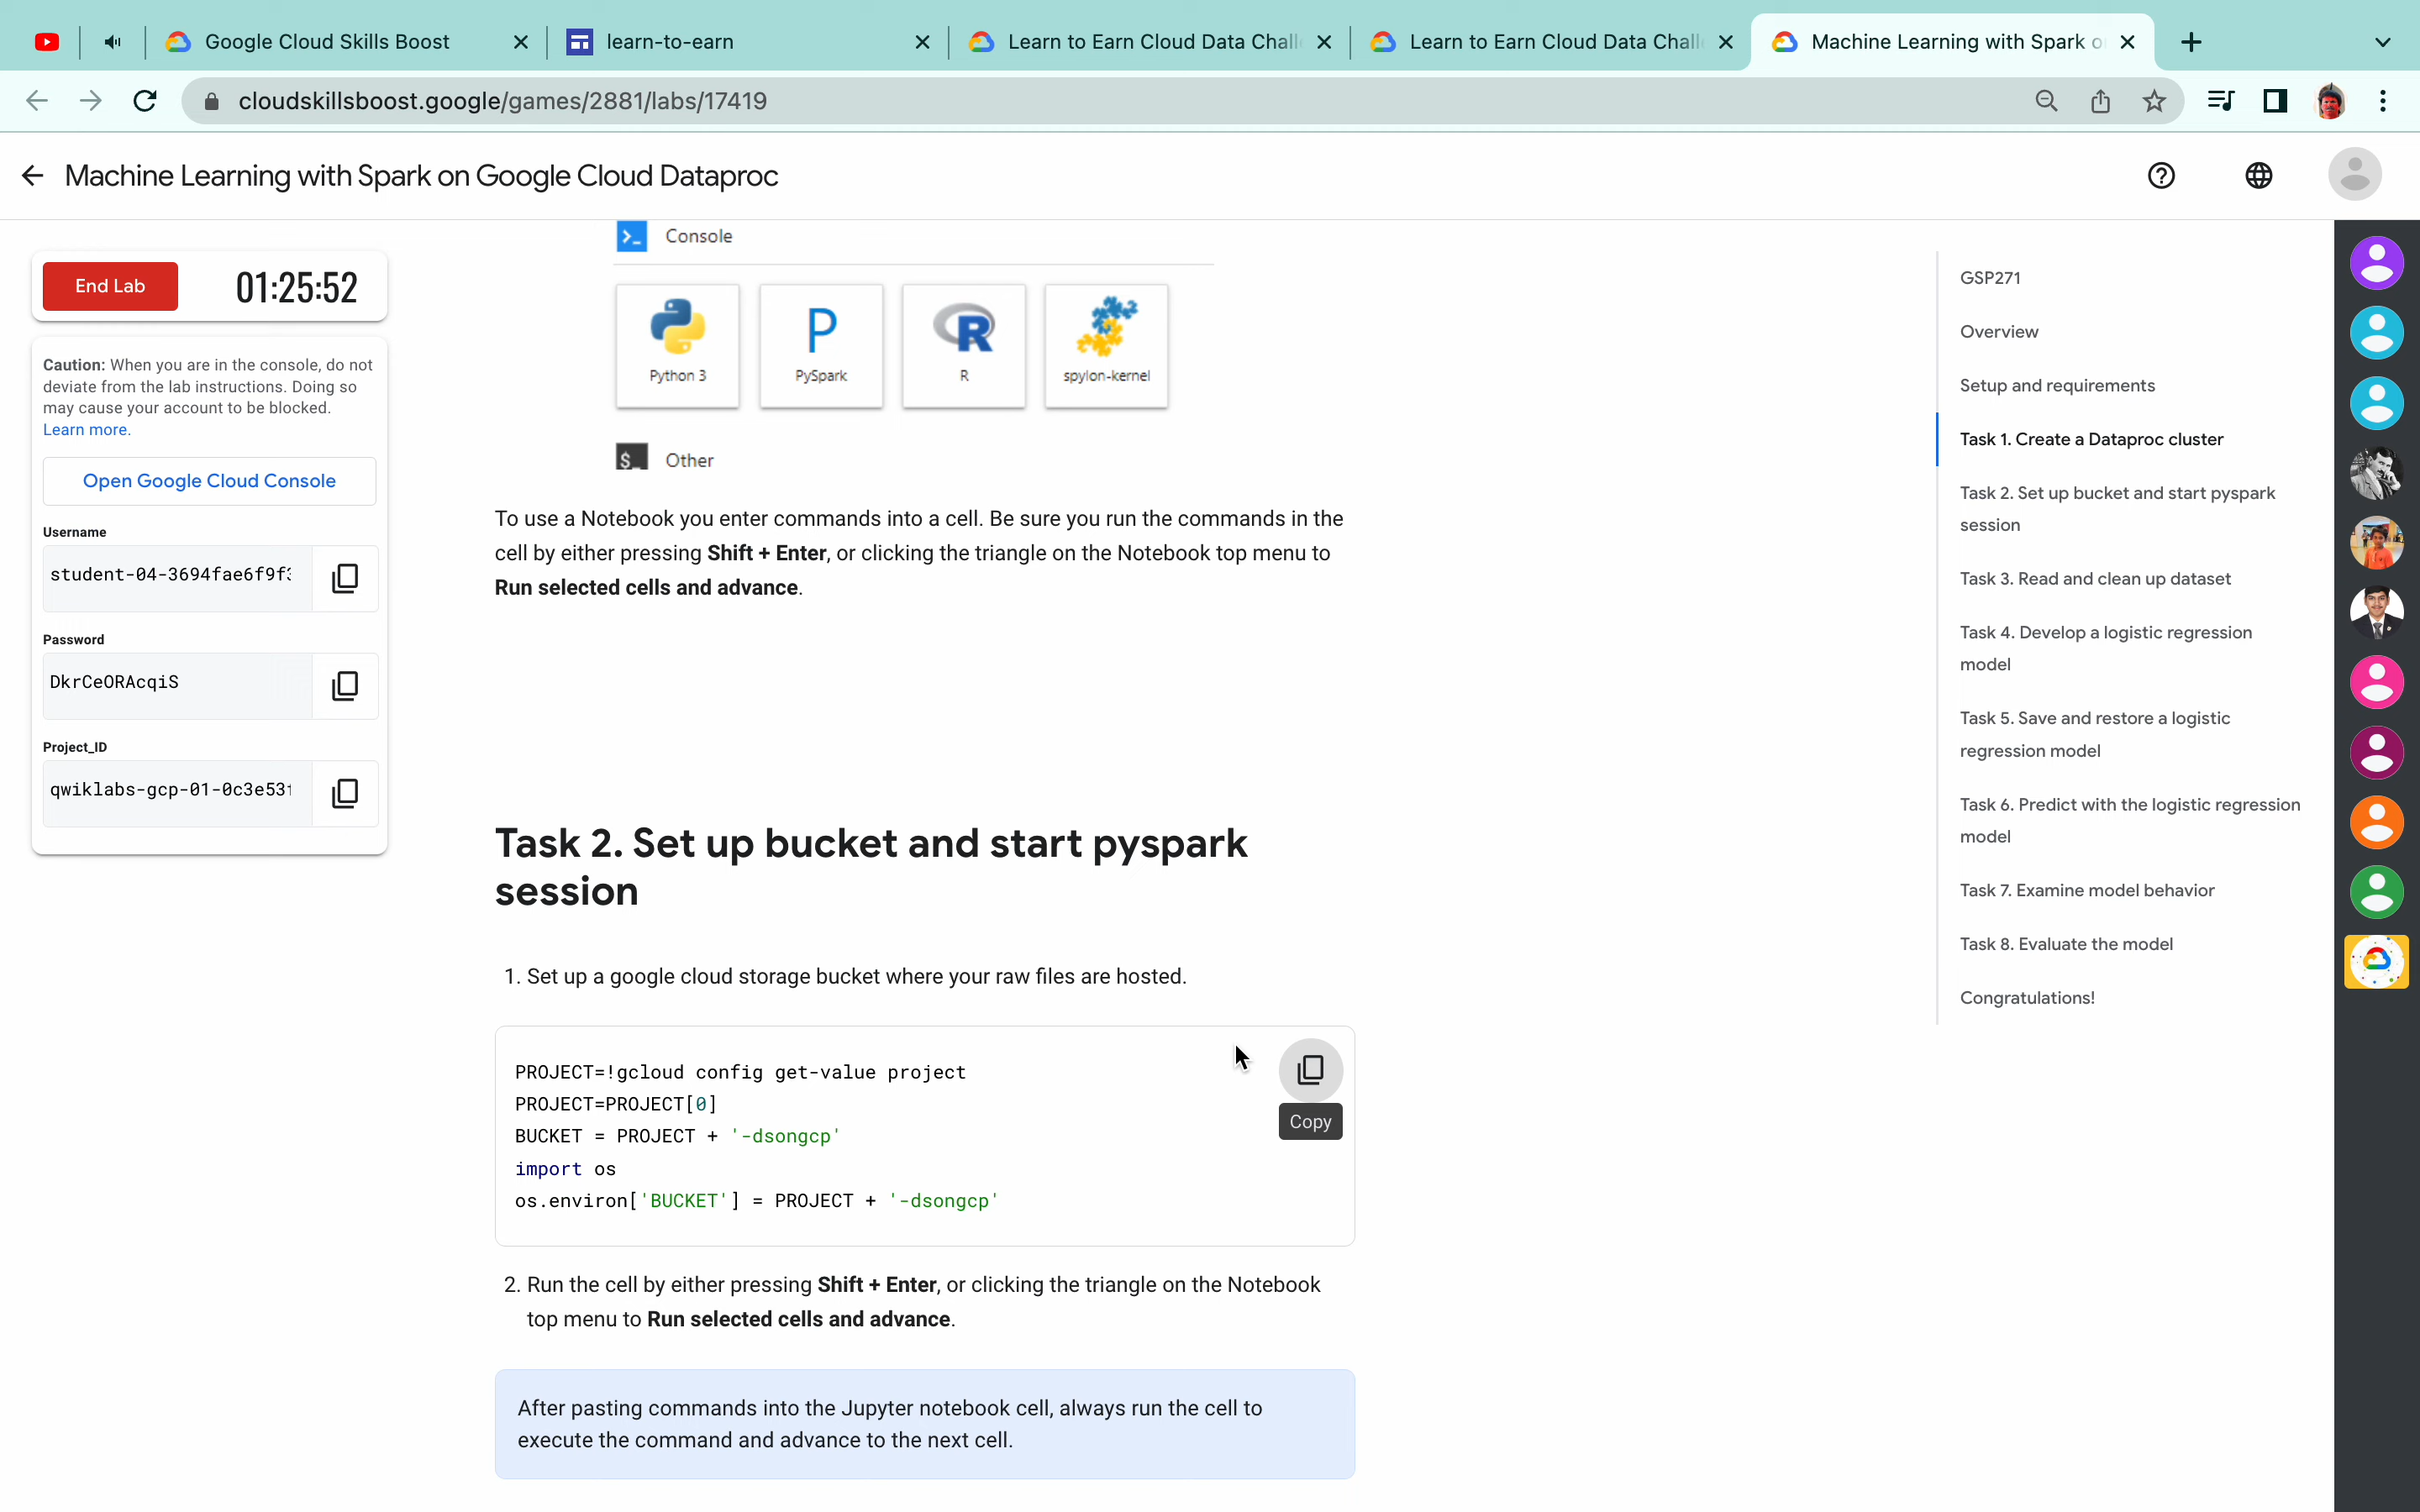 Google Cloud Skills Boost
learn-to-earn
Learn to Earn Cloud Data Chall
Learn to Earn Cloud Data Chall
Machine Learning with Spark o
cloudskillsboost.google/games/2881/labs/17419
Machine Learning with Spark on Google Cloud Dataproc
End Lab
01:25:52
Caution: When you are in the console, do not
deviate from the lab instructions. Doing so
may cause your account to be blocked.
Learn more.
Open Google Cloud Console
Username
student-04-3694fae6f9f
Password
DkrCeORAcqiS
Project_ID
qwiklabs-gcp-01-0c3e53
Console
Python 3
PySpark
R
spylon-kernel
$_ Other
To use a Notebook you enter commands into a cell. Be sure you run the commands in the
cell by either pressing Shift + Enter, or clicking the triangle on the Notebook top menu to
Run selected cells and advance.
Task 2. Set up bucket and start pyspark
session
1. Set up a google cloud storage bucket where your raw files are hosted.
PROJECT=!gcloud config get-value project
PROJECT=PROJECT[0]
BUCKET = PROJECT + '-dsongcp'
import os
os.environ['BUCKET'] = PROJECT + '-dsongcp'
Copy
2. Run the cell by either pressing Shift + Enter, or clicking the triangle on the Notebook
top menu to Run selected cells and advance.
After pasting commands into the Jupyter notebook cell, always run the cell to
execute the command and advance to the next cell.
GSP271
Overview
Setup and requirements
Task 1. Create a Dataproc cluster
Task 2. Set up bucket and start pyspark
session
Task 3. Read and clean up dataset
Task 4. Develop a logistic regression
model
Task 5. Save and restore a logistic
regression model
Task 6. Predict with the logistic regression
model
Task 7. Examine model behavior
Task 8. Evaluate the model
Congratulations!